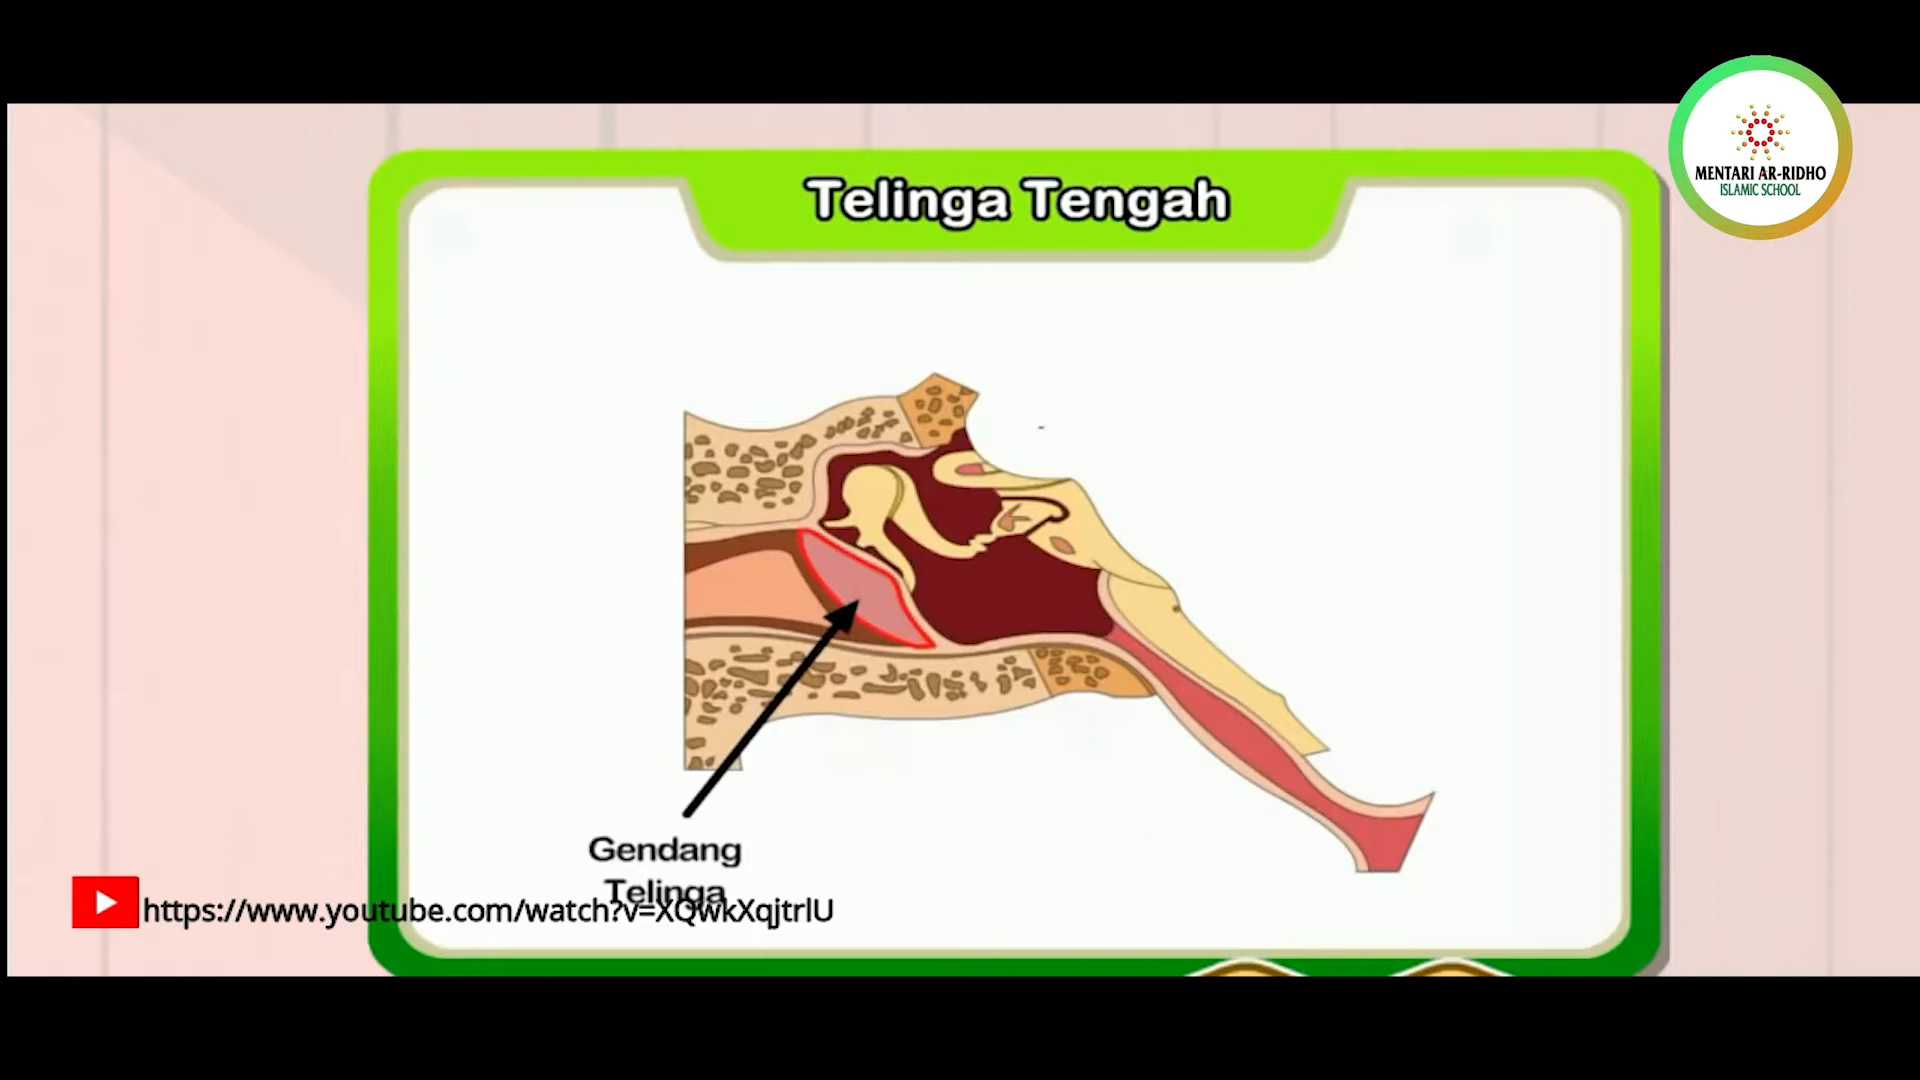 Telinga Tengah
MENTARI AR-RIDHO
ISLAMIC SCHOOL
Gendang
Telinga
https://www.youtube.com/watch?v=XQwkXqjtrlU